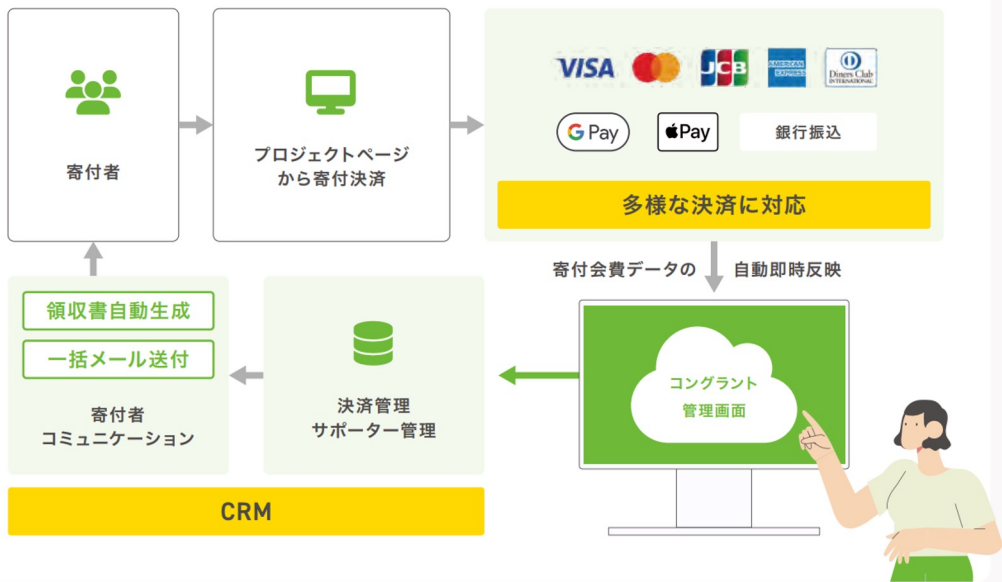 寄付者
プロジェクトページ
から寄付決済
VISA
JCB
AMERICAN
EXPRESS
Diners Club
INTERNATIONAL
G Pay
Pay
銀行振込
多様な決済に対応
寄付会費データの 自動即時反映
コングラント
管理画面
決済管理
サポーター管理
領収書自動生成
一括メール送付
寄付者
コミュニケーション
CRM